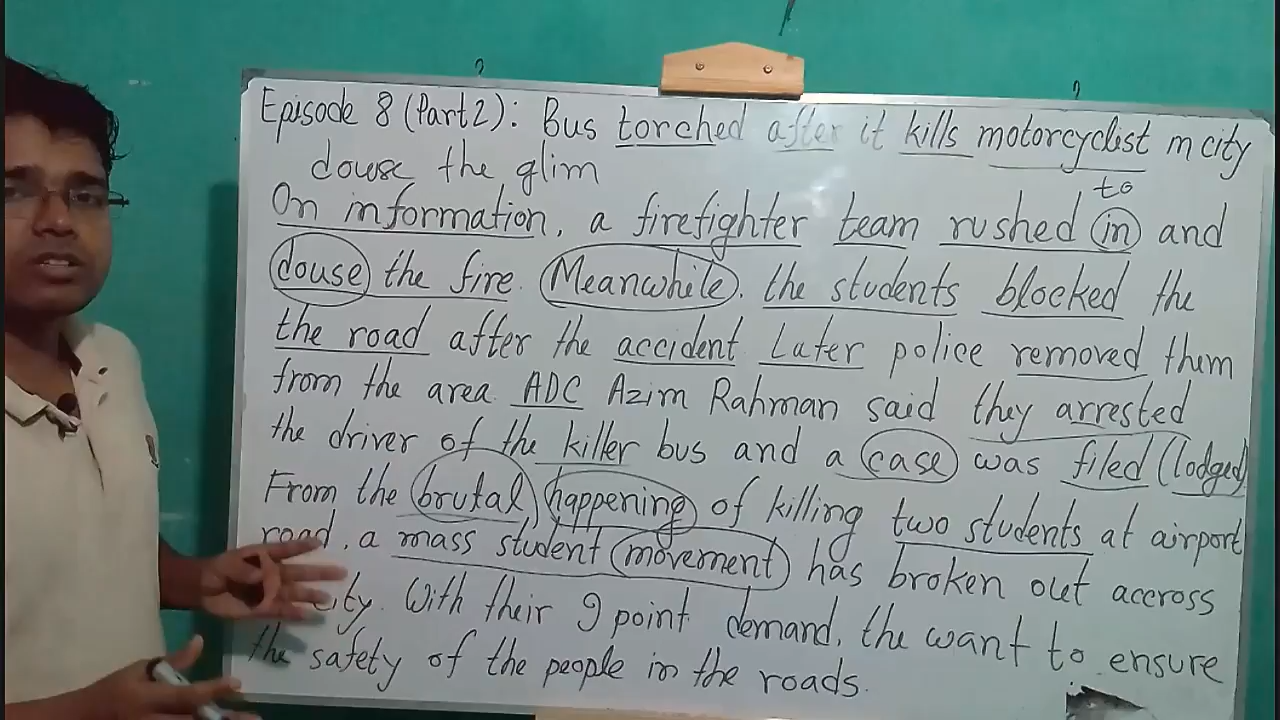 Episode 8 (Part 2): Bus torched after it kills motorcyclist in city
douse the glim
to
On information, a firefighter team rushed in and
douse the fire. Meanwhile, the students blocked the
the road after the accident. Later police removed them
from the area. ADC Azim Rahman said they arrested
the driver of the killer bus and a case was filed (lodged)
From the brutal happening of killing two students at airport
road, a mass student movement has broken out accross
city. With their 9 point demand, the want to ensure
the safety of the people in the roads.